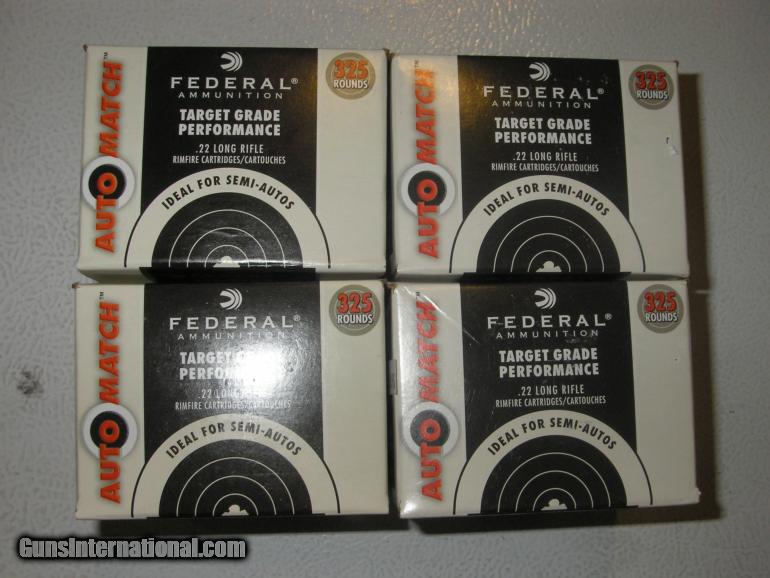 AUTO MATCH™
FEDERAL®
AMMUNITION
325
ROUNDS
TARGET GRADE
PERFORMANCE
.22 LONG RIFLE
RIMFIRE CARTRIDGES/CARTOUCHES
IDEAL FOR SEMI-AUTOS
AUTO MATCH
FEDERAL®
AMMUNITION
325
ROUNDS
TARGET GRADE
PERFORMANCE
.22 LONG RIFLE
RIMFIRE CARTRIDGES/CARTOUCHES
IDEAL FOR SEMI-AUTOS
AUTO MATCH™
FEDERAL®
AMMUNITION
325
ROUNDS
TARGET GRADE
PERFORMANCE
.22 LONG RIFLE
RIMFIRE CARTRIDGES/CARTOUCHES
IDEAL FOR SEMI-AUTOS
AUTO MATCH
FEDERAL®
AMMUNITION
325
ROUNDS
TARGET GRADE
PERFORMANCE
.22 LONG RIFLE
RIMFIRE CARTRIDGES/CARTOUCHES
IDEAL FOR SEMI-AUTOS
GunsInternational.com